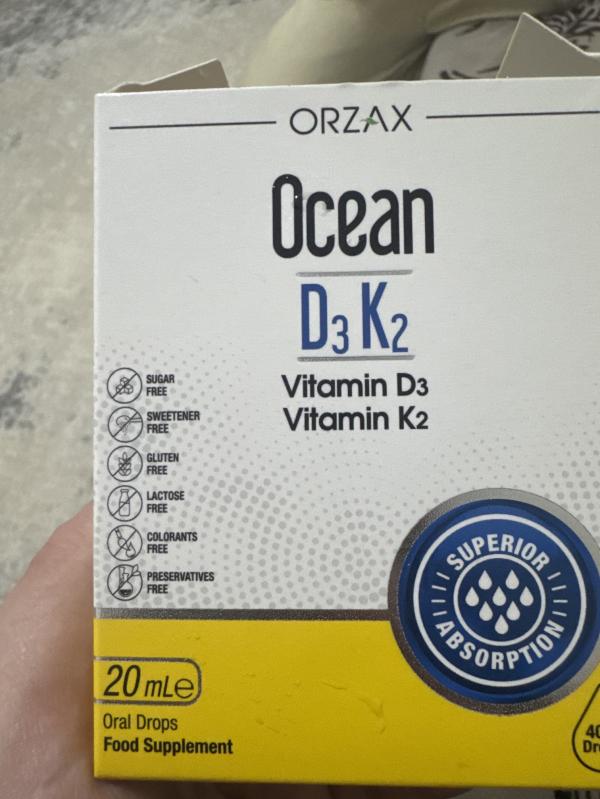 ORZAX
Ocean
D3 K2
Vitamin D3
Vitamin K2
SUGAR
FREE
SWEETENER
FREE
GLUTEN
FREE
LACTOSE
FREE
COLORANTS
FREE
PRESERVATIVES
FREE
SUPERIOR
ABSORPTION
20 mL℮
Oral Drops
Food Supplement